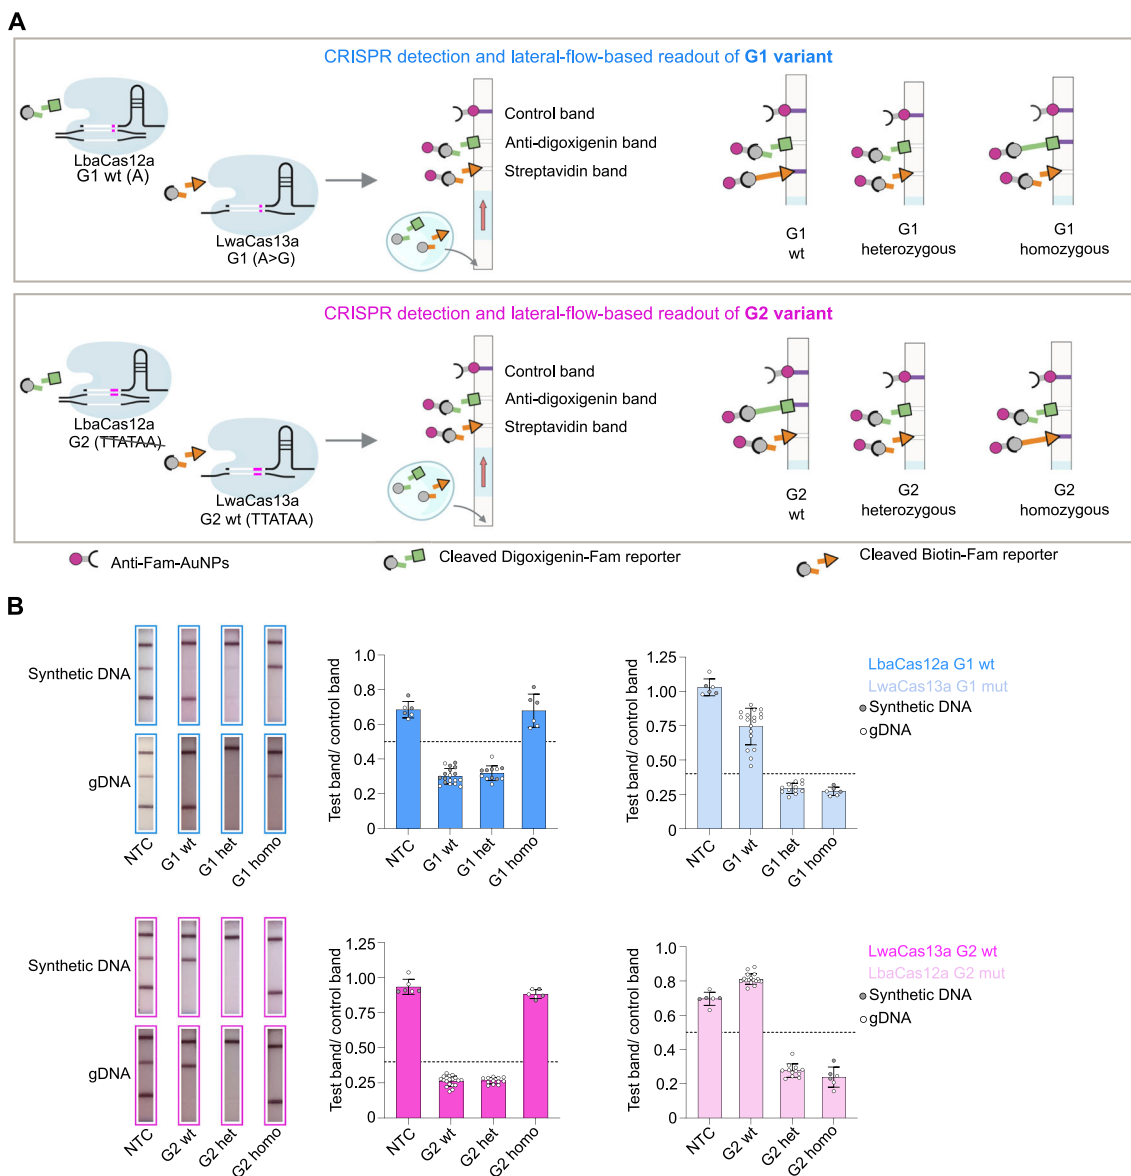 A
CRISPR detection and lateral-flow-based readout of G1 variant
LbaCas12a
G1 wt (A)
LwaCas13a
G1 (A>G)
Control band
Anti-digoxigenin band
Streptavidin band
G1
wt
G1
heterozygous
G1
homozygous
CRISPR detection and lateral-flow-based readout of G2 variant
LbaCas12a
G2 (TTATAA)
LwaCas13a
G2 wt (TTATAA)
Control band
Anti-digoxigenin band
Streptavidin band
G2
wt
G2
heterozygous
G2
homozygous
Anti-Fam-AuNPs
Cleaved Digoxigenin-Fam reporter
Cleaved Biotin-Fam reporter
B
Synthetic DNA
gDNA
NTC
G1 wt
G1 het
G1 homo
Test band/ control band
0.8
0.6
0.4
0.2
0
NTC
G1 wt
G1 het
G1 homo
Test band/ control band
1.25
1.00
0.75
0.50
0.25
0
NTC
G1 wt
G1 het
G1 homo
LbaCas12a G1 wt
LwaCas13a G1 mut
Synthetic DNA
gDNA
Synthetic DNA
gDNA
NTC
G2 wt
G2 het
G2 homo
Test band/ control band
1.25
1.00
0.75
0.50
0.25
0
NTC
G2 wt
G2 het
G2 homo
Test band/ control band
1.0
0.8
0.6
0.4
0.2
0
NTC
G2 wt
G2 het
G2 homo
LwaCas13a G2 wt
LbaCas12a G2 mut
Synthetic DNA
gDNA